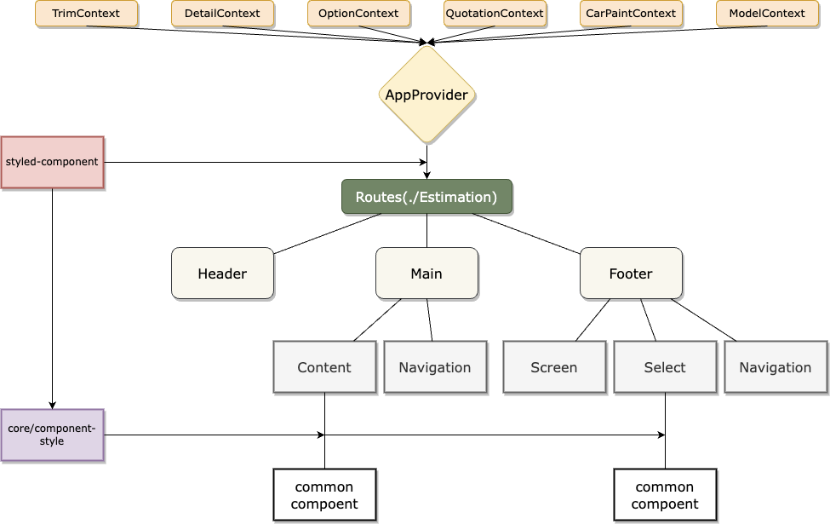 TrimContext
DetailContext
OptionContext
QuotationContext
CarPaintContext
ModelContext
AppProvider
styled-component
Routes(./Estimation)
Header
Main
Footer
Content
Navigation
Screen
Select
Navigation
core/component-
style
common
compoent
common
compoent